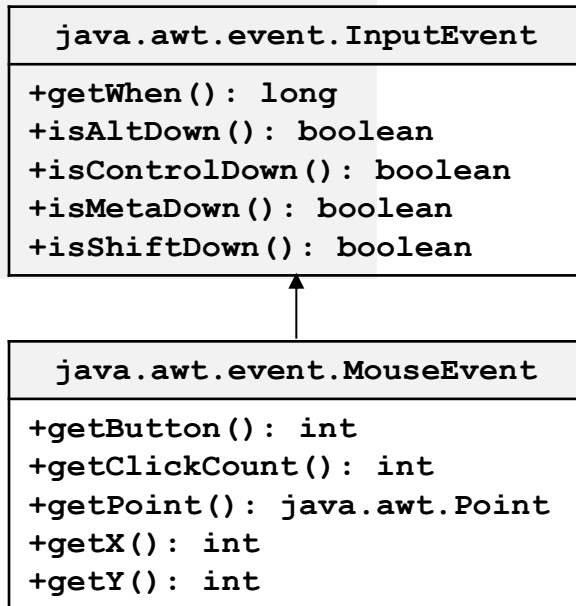 java.awt.event.InputEvent
+getWhen(): long
+isAltDown(): boolean
+isControlDown(): boolean
+isMetaDown(): boolean
+isShiftDown(): boolean
java.awt.event.MouseEvent
+getButton(): int
+getClickCount(): int
+getPoint(): java.awt.Point
+getX(): int
+getY(): int